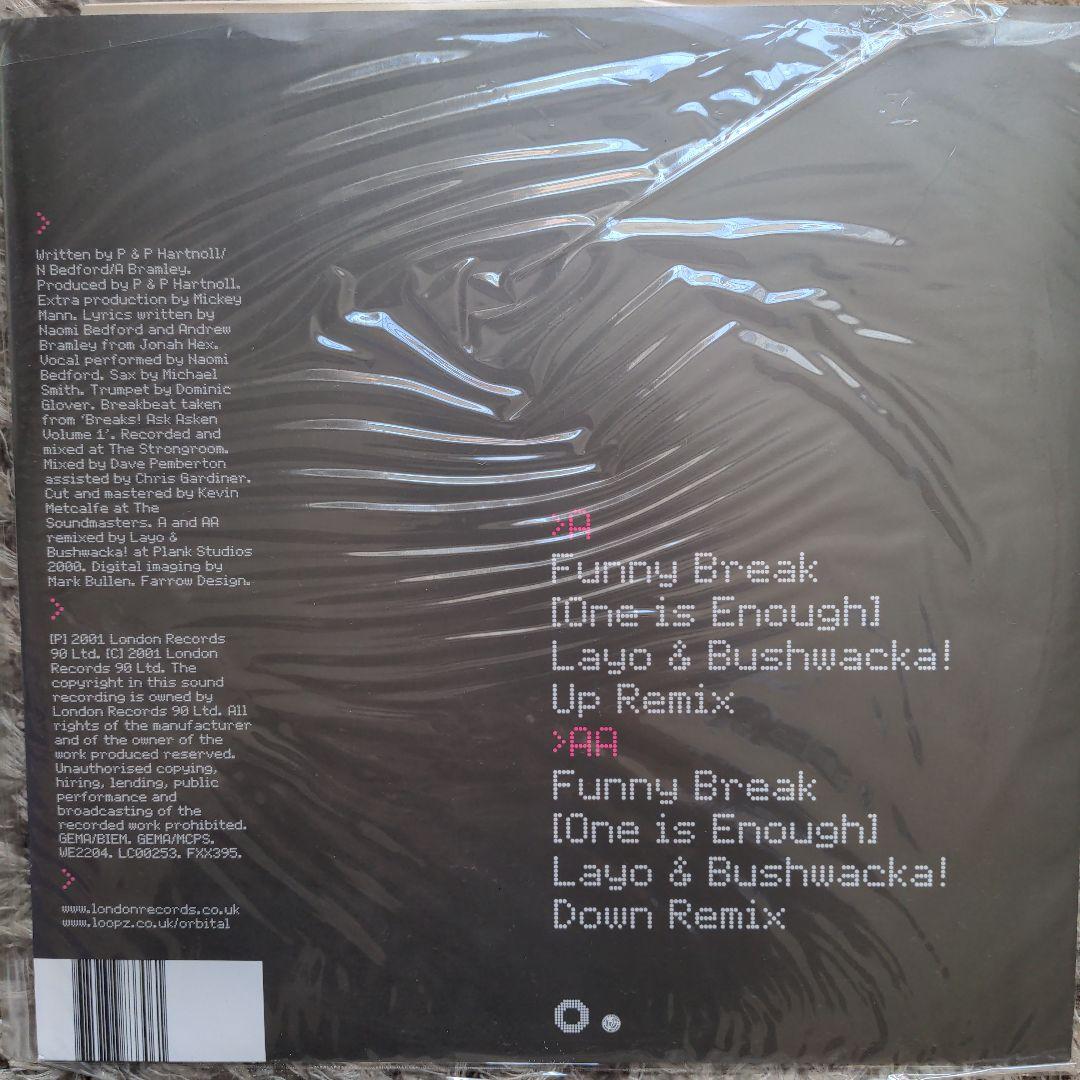 >
Written by P & P Hartnoll/
N Bedford/A Bramley.
Produced by P & P Hartnoll.
Extra production by Mickey
Mann. Lyrics written by
Naomi Bedford and Andrew
Bramley from Jonah Hex.
Vocal performed by Naomi
Bedford. Sax by Michael
Smith. Trumpet by Dominic
Glover. Breakbeat taken
from 'Breaks! Ask Asken
Volume 1'. Recorded and
mixed at The Strongroom.
Mixed by Dave Pemberton
assisted by Chris Gardiner.
Cut and mastered by Kevin
Metcalfe at The
Soundmasters. A and AA
remixed by Layo &
Bushwacka! at Plank Studios
2000. Digital imaging by
Mark Bullen. Farrow Design.
>
[P] 2001 London Records
90 Ltd. [C] 2001 London
Records 90 Ltd. The
copyright in this sound
recording is owned by
London Records 90 Ltd. All
rights of the manufacturer
and of the owner of the
work produced reserved.
Unauthorised copying,
hiring, lending, public
performance and
broadcasting of the
recorded work prohibited.
GEMA/BIEM. GEMA/MCPS.
WE2204. LC00253. FXX395.
>
www.londonrecords.co.uk
www.loopz.co.uk/orbital
>A
Funny Break
[One is Enough]
Layo & Bushwacka!
Up Remix
>AA
Funny Break
[One is Enough]
Layo & Bushwacka!
Down Remix